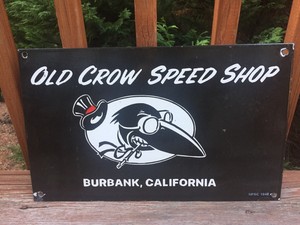 OLD CROW SPEED SHOP
BURBANK, CALIFORNIA